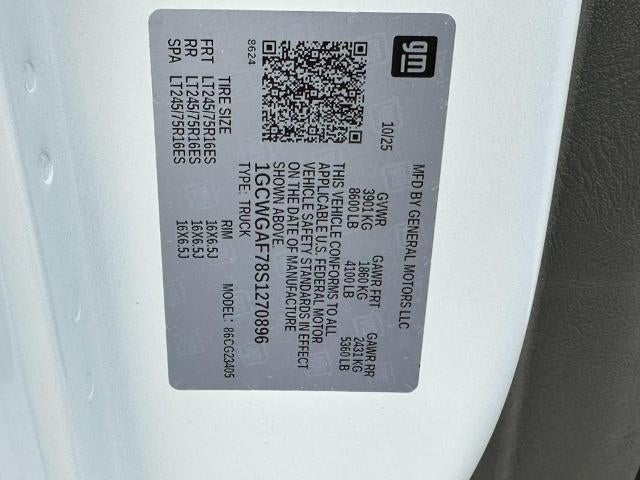 gm
MFD BY GENERAL MOTORS LLC
10/25
GVWR GAWR FRT GAWR RR
3901 KG 1860 KG 2431 KG
8600 LB 4100 LB 5360 LB
THIS VEHICLE CONFORMS TO ALL
APPLICABLE U.S. FEDERAL MOTOR
VEHICLE SAFETY STANDARDS IN EFFECT
ON THE DATE OF MANUFACTURE
SHOWN ABOVE.
1GCWGAF78S1270896
8624
TYPE: TRUCK MODEL: 86CG23405
TIRE SIZE RIM
FRT LT245/75R16ES 16X6.5J
RR LT245/75R16ES 16X6.5J
SPA LT245/75R16ES 16X6.5J